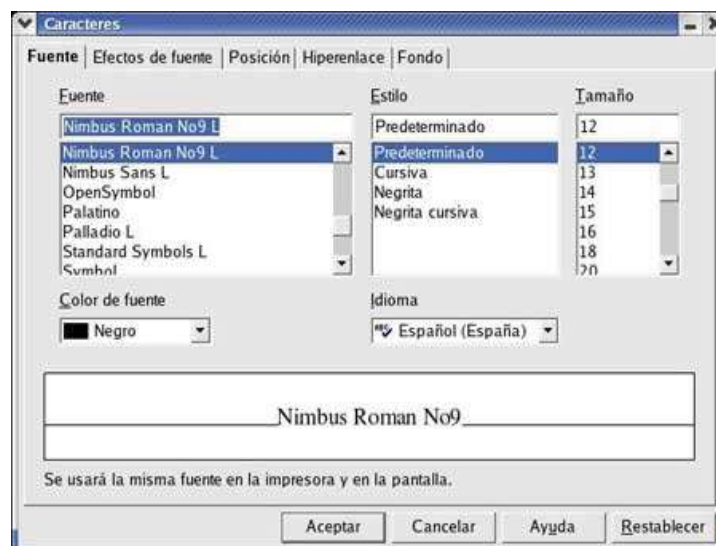 Caracteres
Fuente Efectos de fuente Posición Hiperenlace Fondo
Fuente Estilo Tamaño
Nimbus Roman No9 L Predeterminado 12
Nimbus Roman No9 L Predeterminado 12
Nimbus Sans L Cursiva 13
OpenSymbol Negrita 14
Palatino Negrita cursiva 15
Palladio L 16
Standard Symbols L 18
Symbol 20
Color de fuente Idioma
Negro ABC Español (España)
Nimbus Roman No9
Se usará la misma fuente en la impresora y en la pantalla.
Aceptar Cancelar Ayuda Restablecer